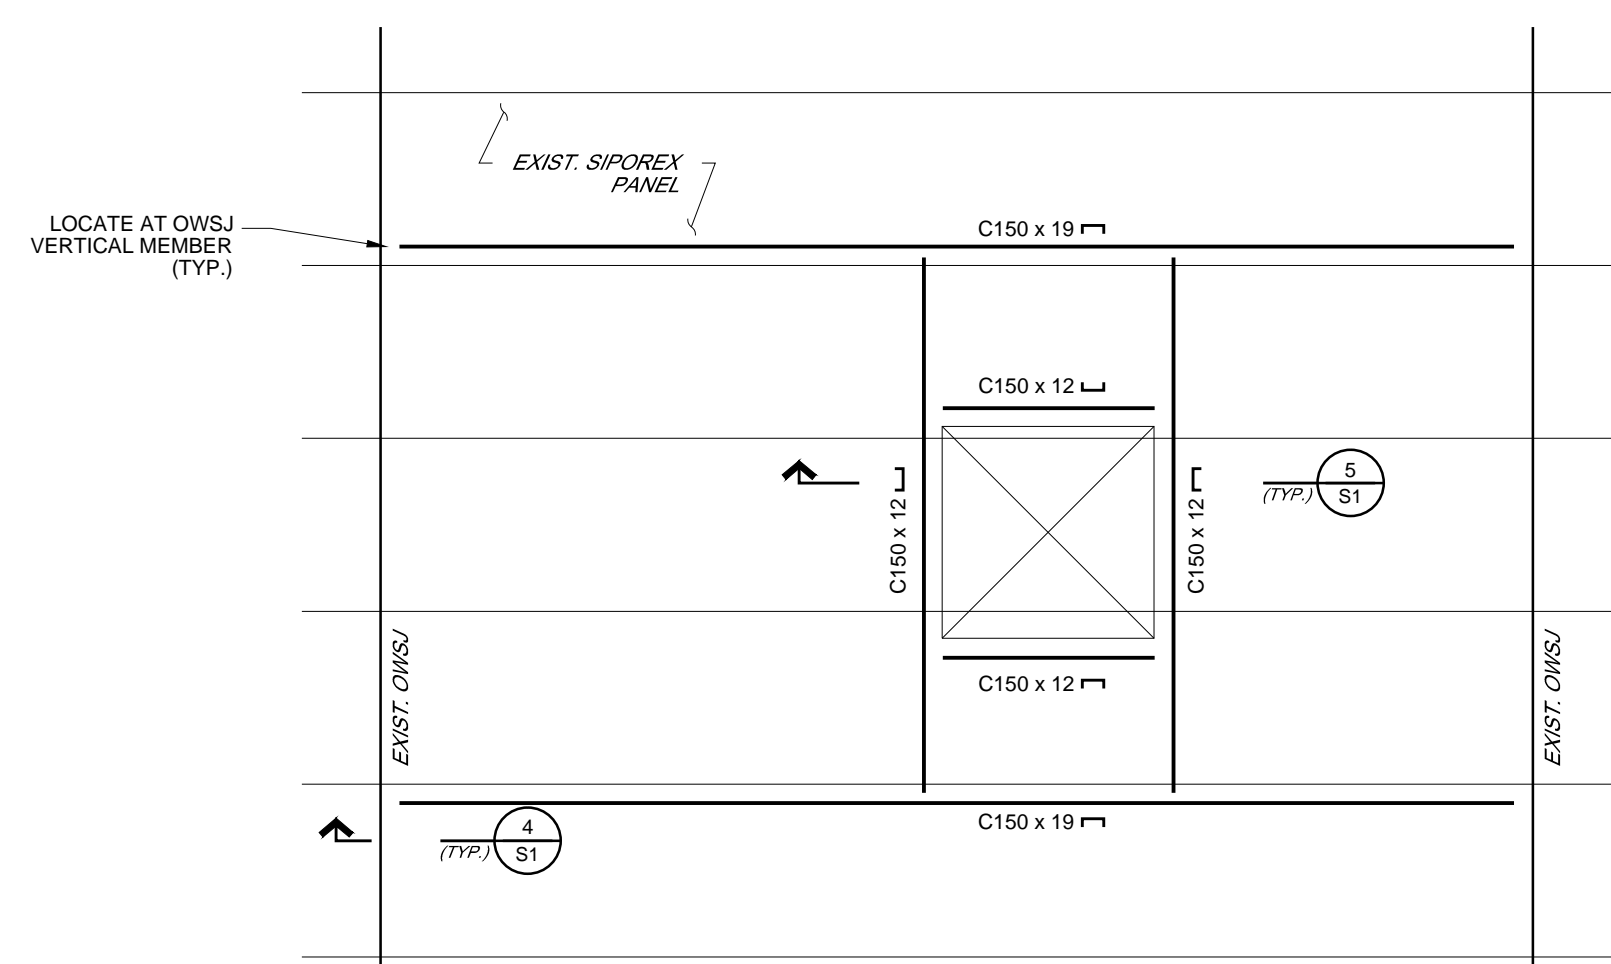 EXIST. SIPOREX
PANEL
LOCATE AT OWSJ
VERTICAL MEMBER
(TYP.)
C150 x 19
C150 x 12
C150 x 12
C150 x 12
5
(TYP.)
S1
C150 x 12
EXIST. OWSJ
EXIST. OWSJ
C150 x 19
4
(TYP.)
S1